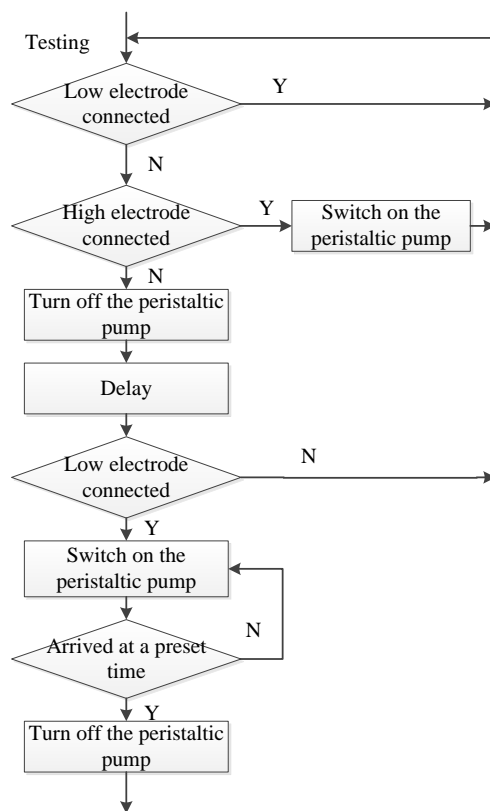 Testing
Low electrode
connected
Y
N
High electrode
connected
Y
Switch on the
peristaltic pump
N
Turn off the peristaltic
pump
Delay
Low electrode
connected
N
Y
Switch on the
peristaltic pump
N
Arrived at a preset
time
Y
Turn off the peristaltic
pump